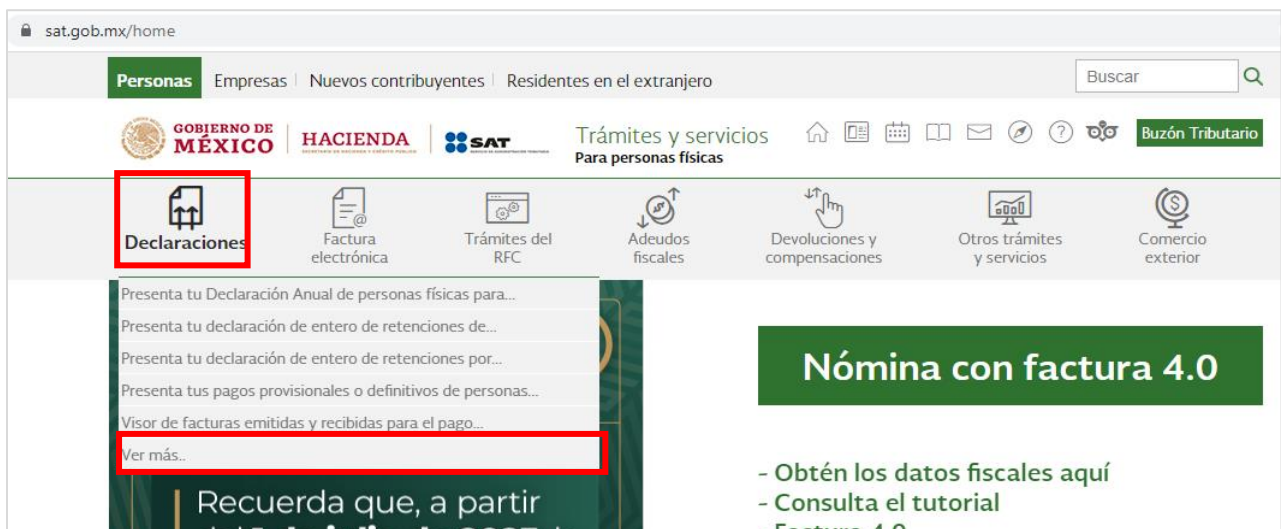 sat.gob.mx/home
Personas Empresas Nuevos contribuyentes Residentes en el extranjero Buscar
GOBIERNO DE MÉXICO HACIENDA SAT Trámites y servicios Para personas físicas Buzón Tributario
Declaraciones
Factura electrónica
Trámites del RFC
Adeudos fiscales
Devoluciones y compensaciones
Otros trámites y servicios
Comercio exterior
Presenta tu Declaración Anual de personas físicas para...
Presenta tu declaración de entero de retenciones de...
Presenta tu declaración de entero de retenciones por...
Presenta tus pagos provisionales o definitivos de personas...
Visor de facturas emitidas y recibidas para el pago...
Ver más..
Recuerda que, a partir
Nómina con factura 4.0
- Obtén los datos fiscales aquí
- Consulta el tutorial